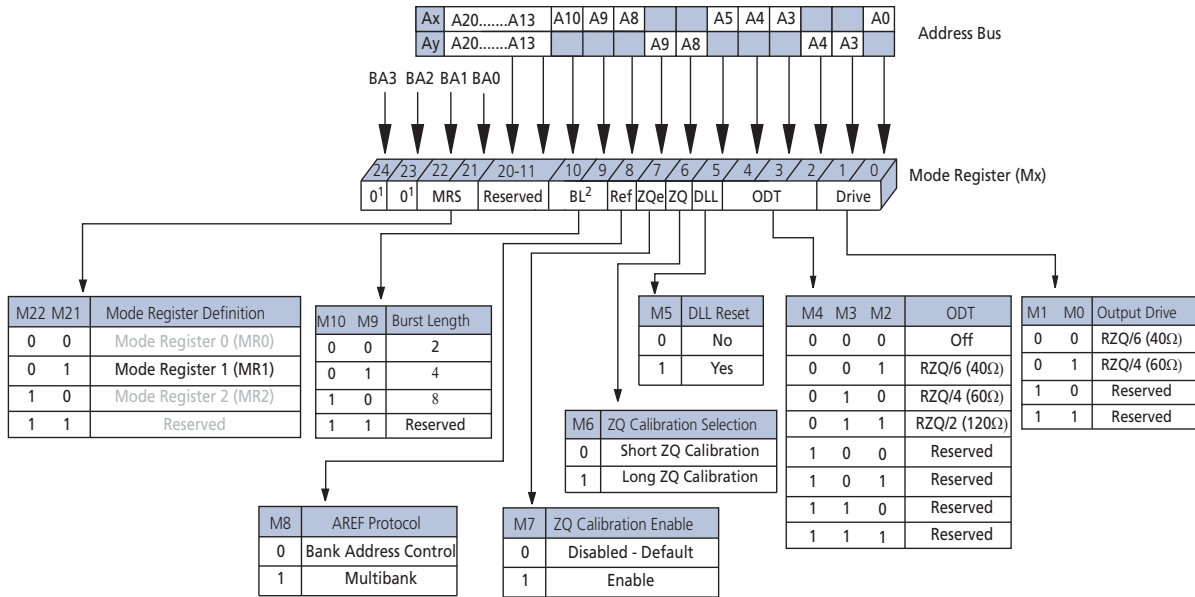 Ax A20.......A13 A10 A9 A8 A5 A4 A3 A0
Ay A20.......A13 A9 A8 A4 A3
Address Bus
BA3 BA2 BA1 BA0
24 23 22 21 20-11 10 9 8 7 6 5 4 3 2 1 0
Mode Register (Mx)
0¹ 0¹ MRS Reserved BL² Ref ZQe ZQ DLL ODT Drive
M22 M21 Mode Register Definition
0 0 Mode Register 0 (MR0)
0 1 Mode Register 1 (MR1)
1 0 Mode Register 2 (MR2)
1 1 Reserved
M10 M9 Burst Length
0 0 2
0 1 4
1 0 8
1 1 Reserved
M5 DLL Reset
0 No
1 Yes
M4 M3 M2 ODT
0 0 0 Off
0 0 1 RZQ/6 (40Ω)
0 1 0 RZQ/4 (60Ω)
0 1 1 RZQ/2 (120Ω)
1 0 0 Reserved
1 0 1 Reserved
1 1 0 Reserved
1 1 1 Reserved
M1 M0 Output Drive
0 0 RZQ/6 (40Ω)
0 1 RZQ/4 (60Ω)
1 0 Reserved
1 1 Reserved
M6 ZQ Calibration Selection
0 Short ZQ Calibration
1 Long ZQ Calibration
M8 AREF Protocol
0 Bank Address Control
1 Multibank
M7 ZQ Calibration Enable
0 Disabled - Default
1 Enable